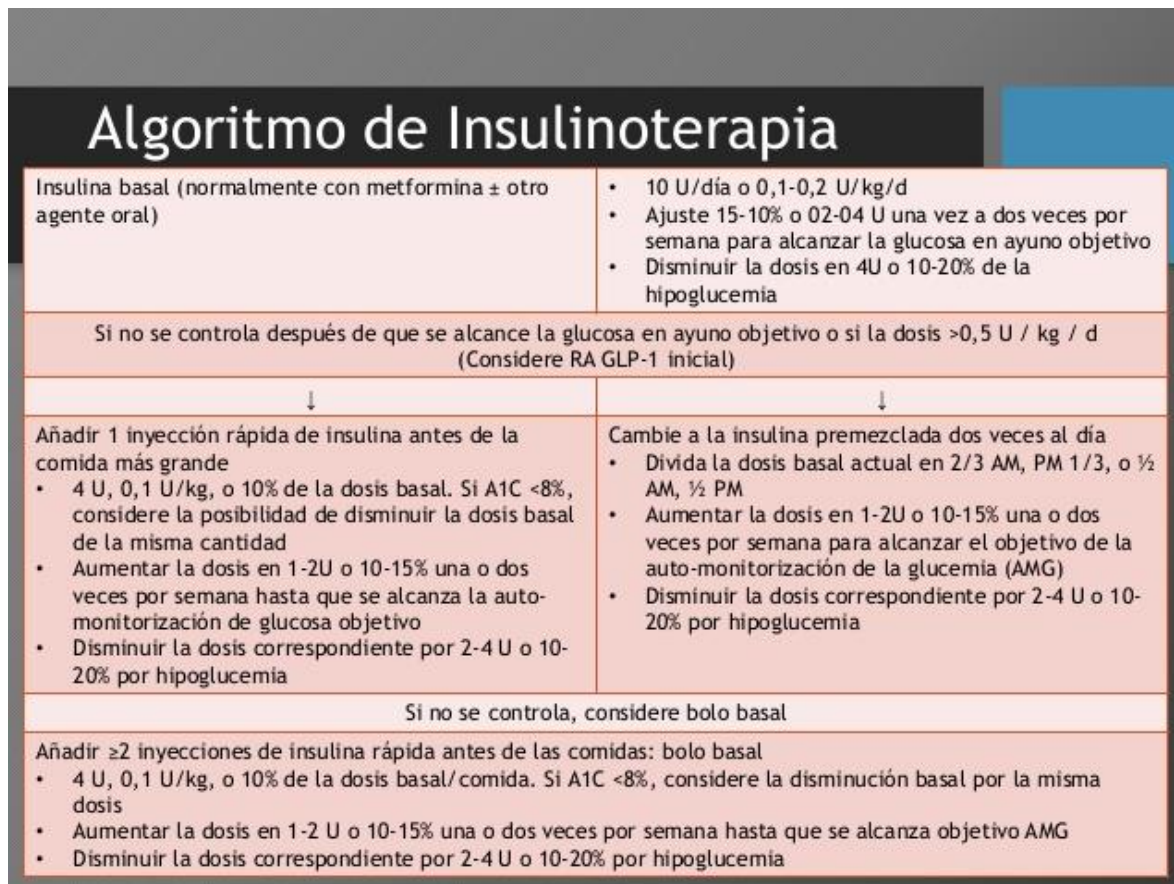 Algoritmo de Insulinoterapia
Insulina basal (normalmente con metformina ± otro
agente oral)
• 10 U/día o 0,1-0,2 U/kg/d
• Ajuste 15-10% o 02-04 U una vez a dos veces por
semana para alcanzar la glucosa en ayuno objetivo
• Disminuir la dosis en 4U o 10-20% de la
hipoglucemia
Si no se controla después de que se alcance la glucosa en ayuno objetivo o si la dosis >0,5 U / kg / d
(Considere RA GLP-1 inicial)
↓
↓
Añadir 1 inyección rápida de insulina antes de la
comida más grande
• 4 U, 0,1 U/kg, o 10% de la dosis basal. Si A1C <8%,
considere la posibilidad de disminuir la dosis basal
de la misma cantidad
• Aumentar la dosis en 1-2U o 10-15% una o dos
veces por semana hasta que se alcanza la auto-
monitorización de glucosa objetivo
• Disminuir la dosis correspondiente por 2-4 U o 10-
20% por hipoglucemia
Cambie a la insulina premezclada dos veces al día
• Divida la dosis basal actual en 2/3 AM, PM 1/3, o ½
AM, ½ PM
• Aumentar la dosis en 1-2U o 10-15% una o dos
veces por semana para alcanzar el objetivo de la
auto-monitorización de la glucemia (AMG)
• Disminuir la dosis correspondiente por 2-4 U o 10-
20% por hipoglucemia
Si no se controla, considere bolo basal
Añadir ≥2 inyecciones de insulina rápida antes de las comidas: bolo basal
• 4 U, 0,1 U/kg, o 10% de la dosis basal/comida. Si A1C <8%, considere la disminución basal por la misma
dosis
• Aumentar la dosis en 1-2 U o 10-15% una o dos veces por semana hasta que se alcanza objetivo AMG
• Disminuir la dosis correspondiente por 2-4 U o 10-20% por hipoglucemia